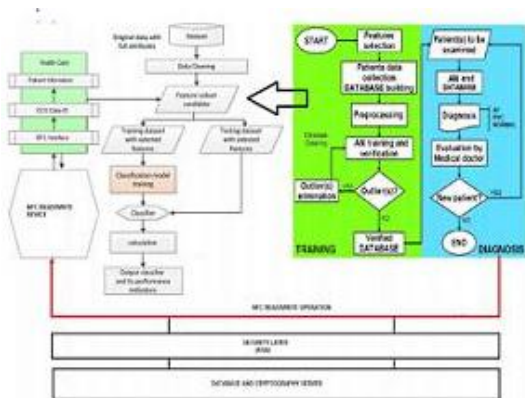 Original data with
full attributes
Dataset
Data Cleaning
Feature subset
candidates
Training dataset
with selected
features
Testing dataset
with selected
Features
Classification model
training
Classifier
calculation
Output classifier
and its performance
Health Card
Patient Information
NFC Interface
NFC READ/WRITE
DEVICE
START
Features
selection
Patients data
collection
DATABASE building
Preprocessing
ANN training and
verification
Outlier(s)
elimination
YES
Outlier(s)?
NO
Verified
DATABASE
TRAINING
Patient(s) to be
examined
ANN and
DATABASE
Diagnosis
Evaluation by
Medical doctor
New patient?
YES
NO
END
DIAGNOSIS
NFC READ/WRITE OPERATION
SECURITY LAYER
DATABASE AND CRYPTOGRAPHY SERVER